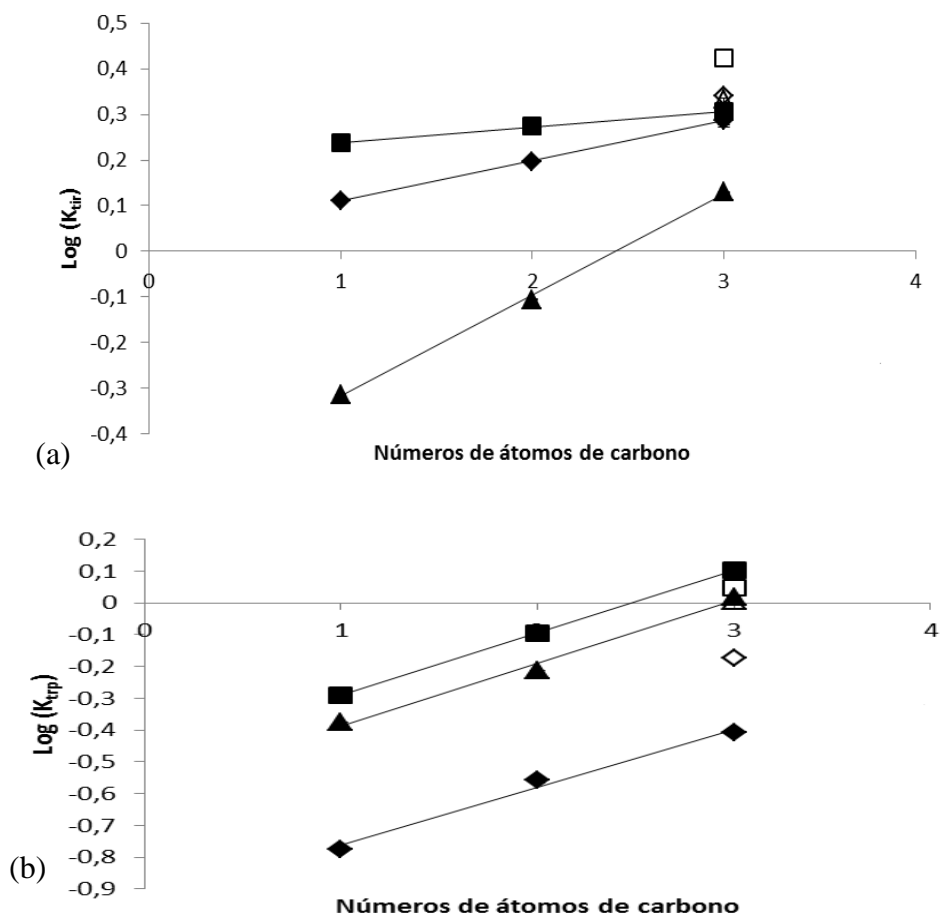 0,5
0,4
0,3
0,2
0,1
0
-0,1
-0,2
-0,3
-0,4
Log (Ktir)
0 1 2 3 4
Números de átomos de carbono
(a)
0,2
0,1
0
-0,1
-0,2
-0,3
-0,4
-0,5
-0,6
-0,7
-0,8
-0,9
Log (Ktrp)
0 1 2 3 4
Números de átomos de carbono
(b)